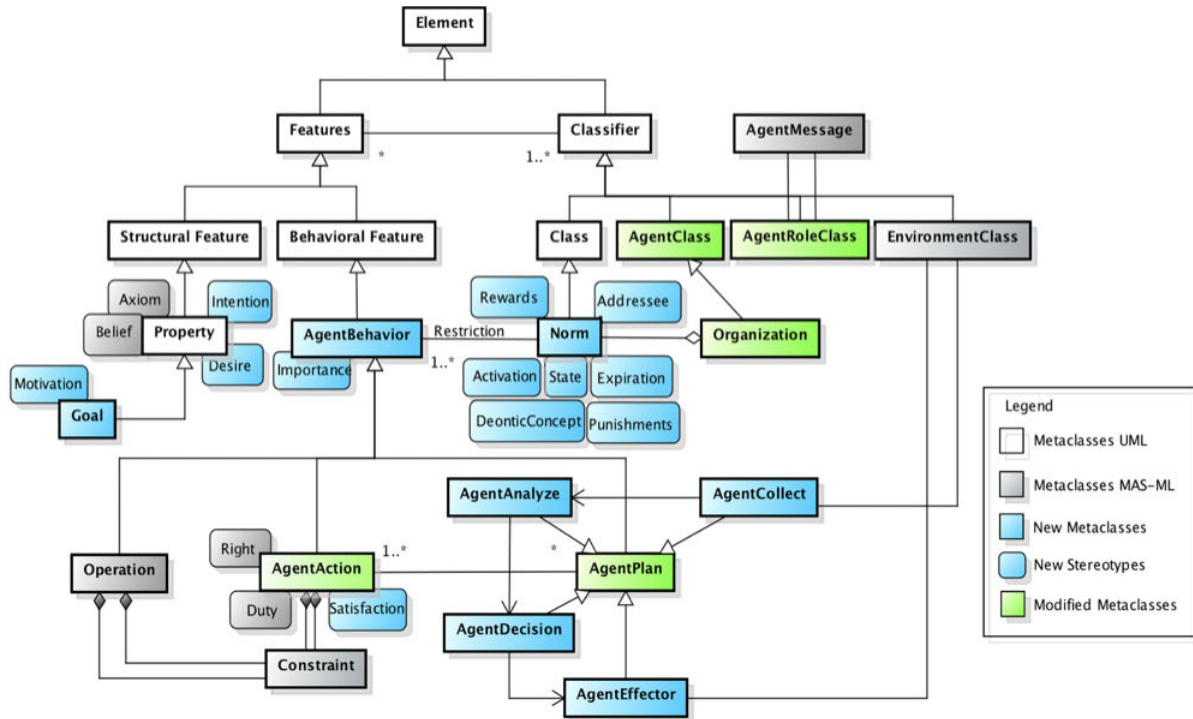 Element
Features
Classifier
AgentMessage
*
1..*
Structural Feature
Behavioral Feature
Class
AgentClass
AgentRoleClass
EnvironmentClass
Axiom
Intention
Rewards
Addressee
Belief
Property
AgentBehavior
Restriction
Norm
Organization
1..*
Desire
Importance
Motivation
Activation
State
Expiration
Goal
DeonticConcept
Punishments
Legend
Metaclasses UML
Metaclasses MAS-ML
New Metaclasses
New Stereotypes
Modified Metaclasses
AgentAnalyze
AgentCollect
Right
1..*
*
Operation
AgentAction
AgentPlan
Duty
Satisfaction
AgentDecision
Constraint
AgentEffector